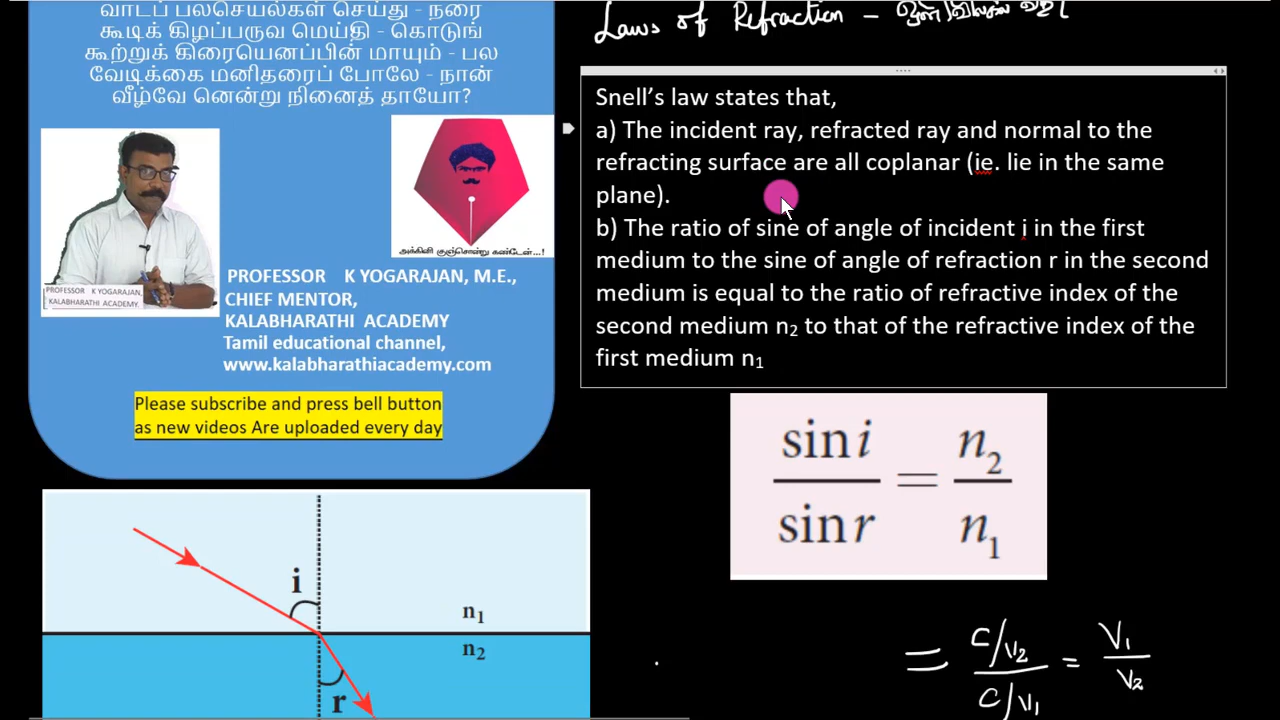 வாடப் பலசெயல்கள் செய்து - நரை
கூடிக் கிழப்பருவ மெய்தி - கொடுங்
கூற்றுக் கிரையெனப்பின் மாயும் - பல
வேடிக்கை மனிதரைப் போலே - நான்
வீழ்வே னென்று நினைத் தாயோ?
அக்கினி குஞ்சொன்று கண்டேன்...!
PROFESSOR K YOGARAJAN, M.E.,
KALABHARATHI ACADEMY.
PROFESSOR K YOGARAJAN, M.E.,
CHIEF MENTOR,
KALABHARATHI ACADEMY
Tamil educational channel,
www.kalabharathiacademy.com
Please subscribe and press bell button
as new videos Are uploaded every day
Laws of Refraction -
Snell's law states that,
a) The incident ray, refracted ray and normal to the
refracting surface are all coplanar (ie. lie in the same
plane).
b) The ratio of sine of angle of incident i in the first
medium to the sine of angle of refraction r in the second
medium is equal to the ratio of refractive index of the
second medium n₂ to that of the refractive index of the
first medium n₁
sin i / sin r = n₂ / n₁
i
n₁
n₂
r
= C/V₂ / C/V₁ = V₁ / V₂